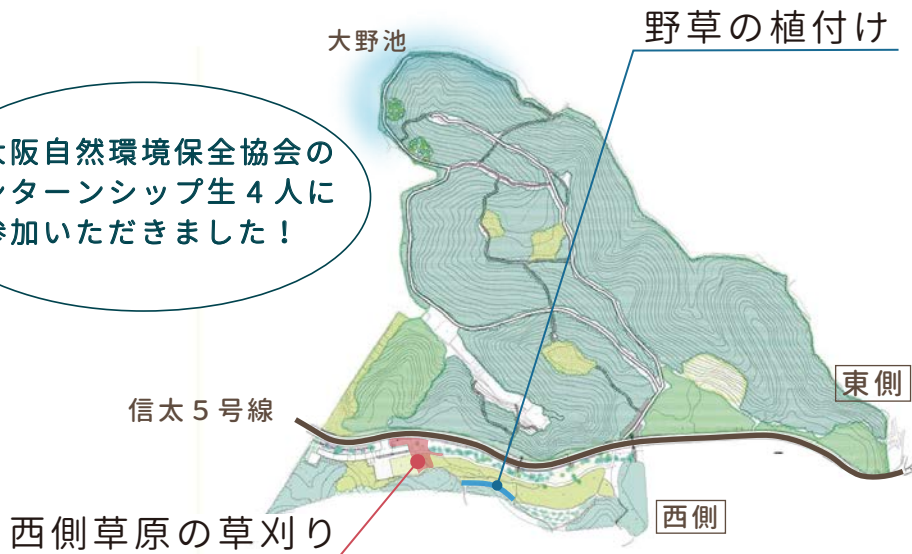 野草の植付け
大野池
大阪自然環境保全協会の
ンターンシップ生4人に
参加いただきました！
東側
信太５号線
西側
西側草原の草刈り